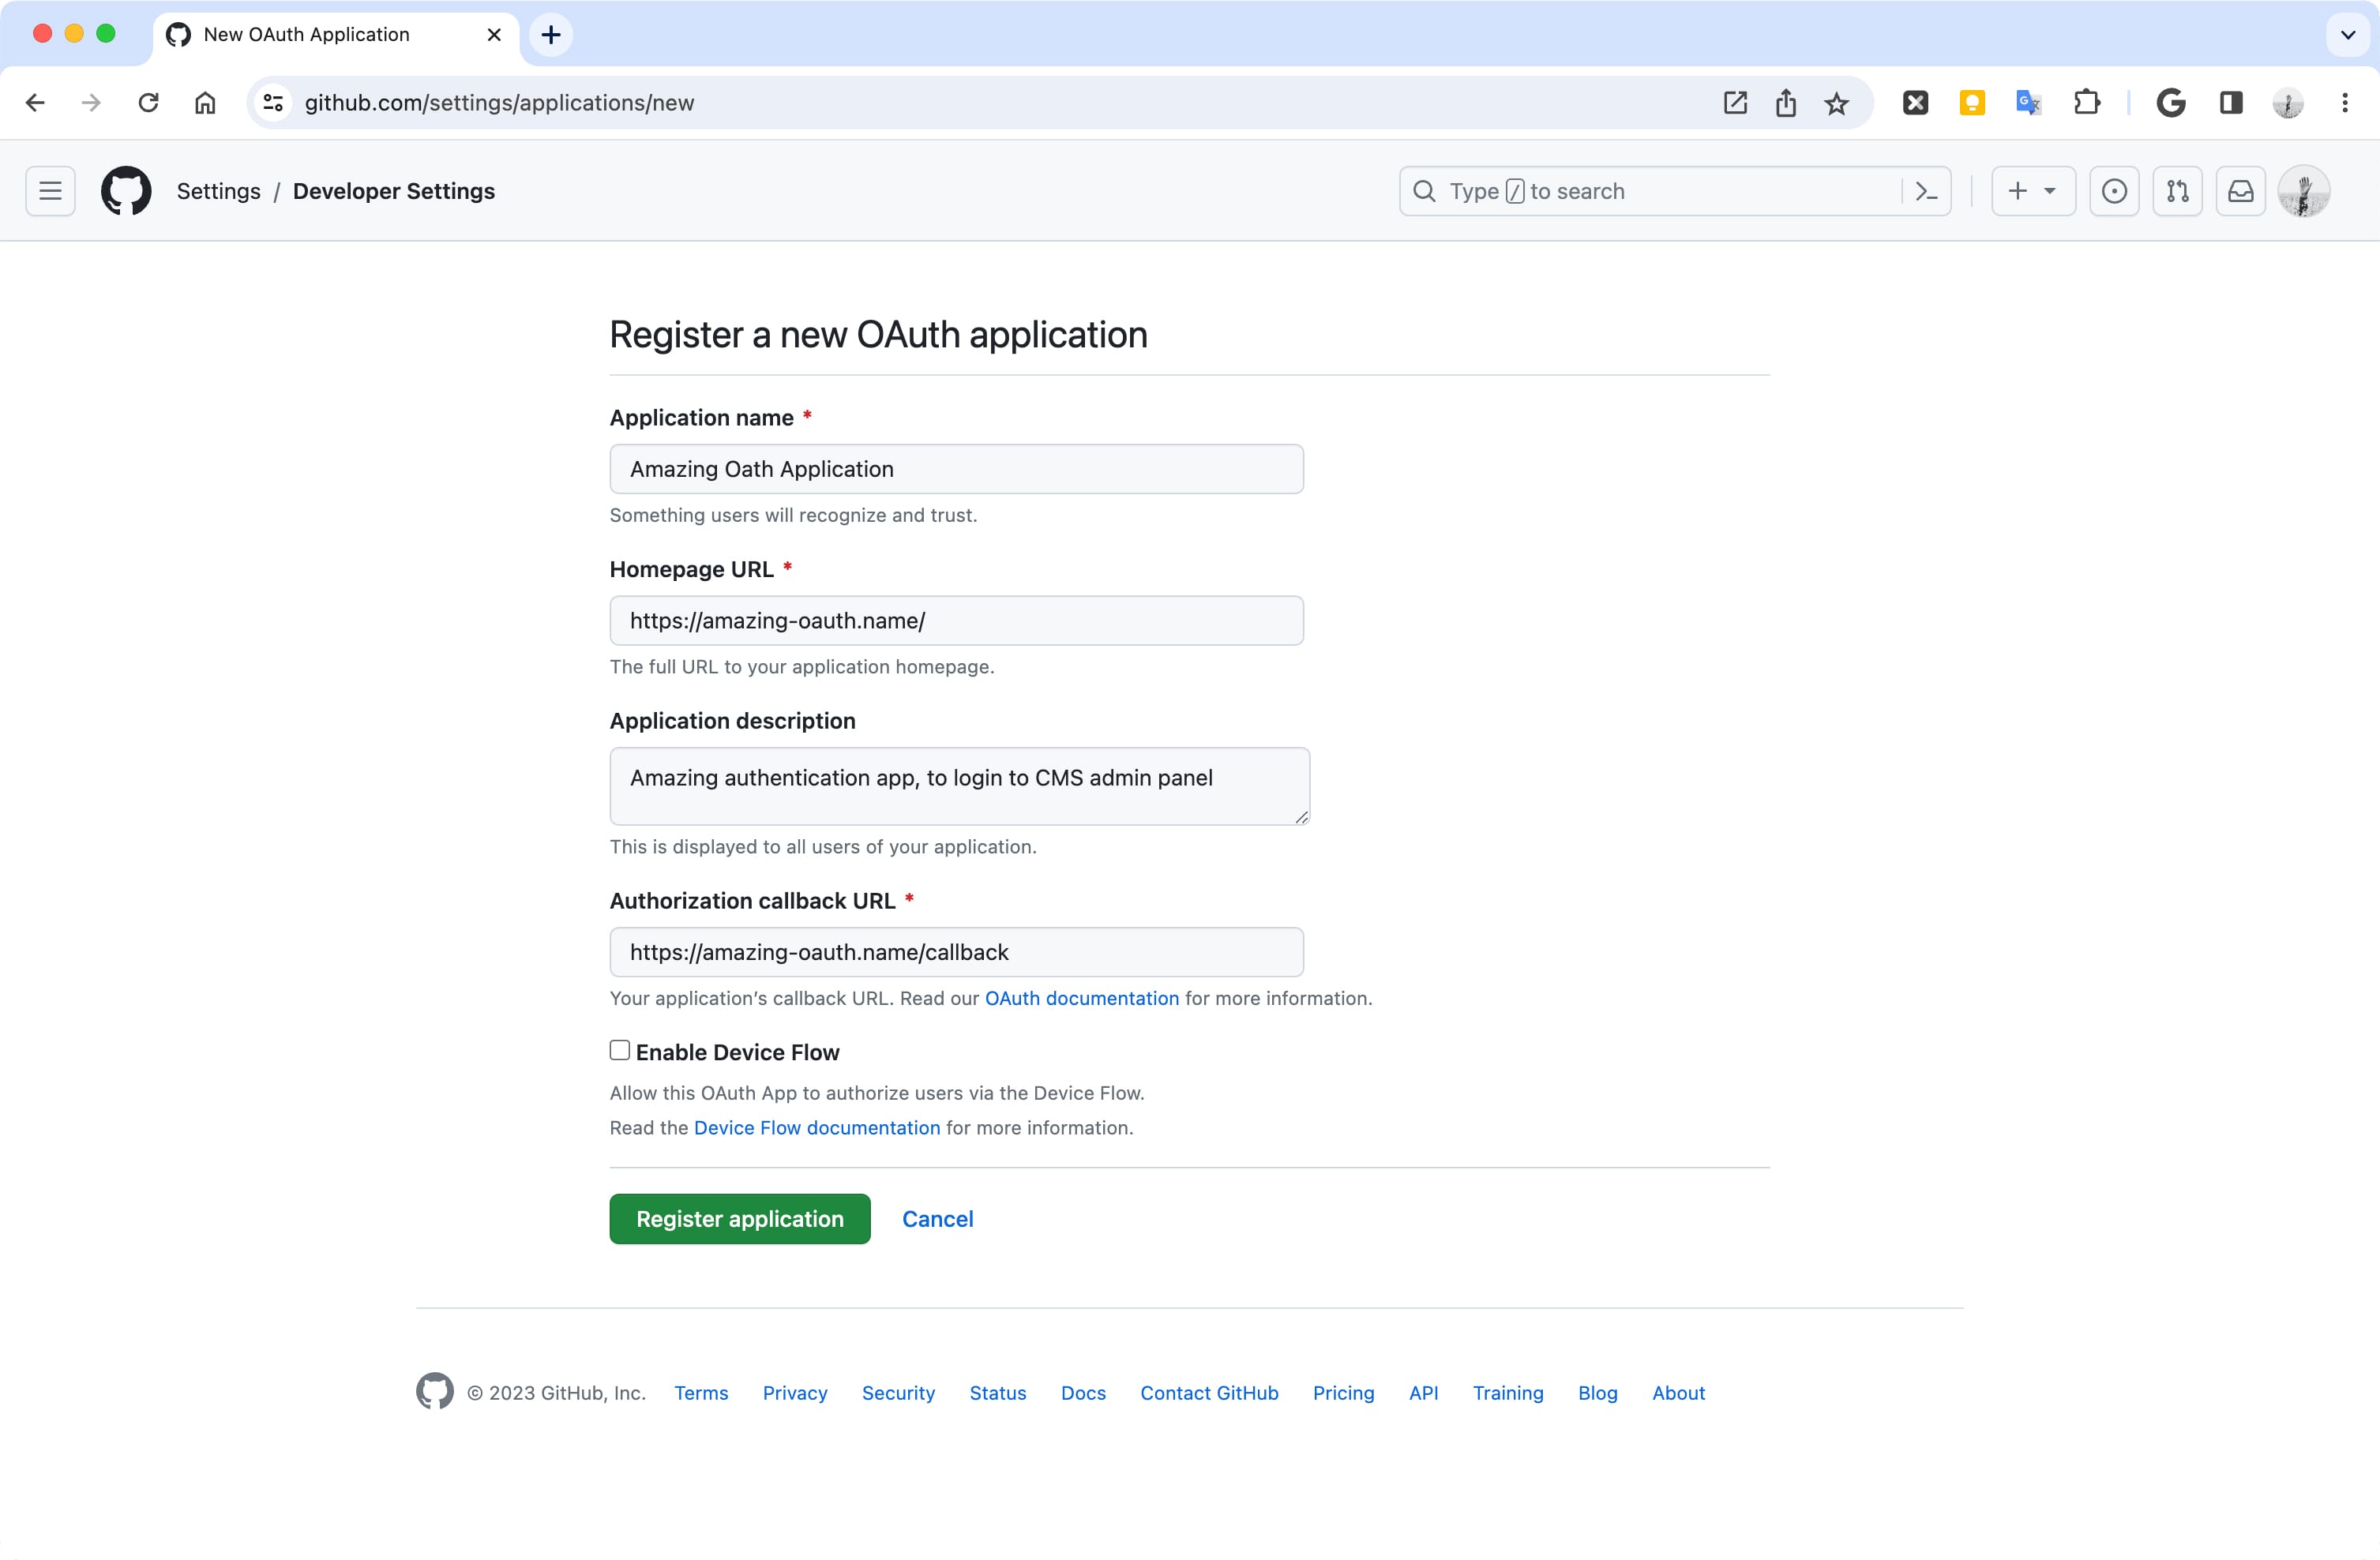 New OAuth Application
github.com/settings/applications/new
Settings / Developer Settings
Type / to search
Register a new OAuth application
Application name *
Amazing Oath Application
Something users will recognize and trust.
Homepage URL *
https://amazing-oauth.name/
The full URL to your application homepage.
Application description
Amazing authentication app, to login to CMS admin panel
This is displayed to all users of your application.
Authorization callback URL *
https://amazing-oauth.name/callback
Your application's callback URL. Read our OAuth documentation for more information.
Enable Device Flow
Allow this OAuth App to authorize users via the Device Flow.
Read the Device Flow documentation for more information.
Register application Cancel
© 2023 GitHub, Inc. Terms Privacy Security Status Docs Contact GitHub Pricing API Training Blog About